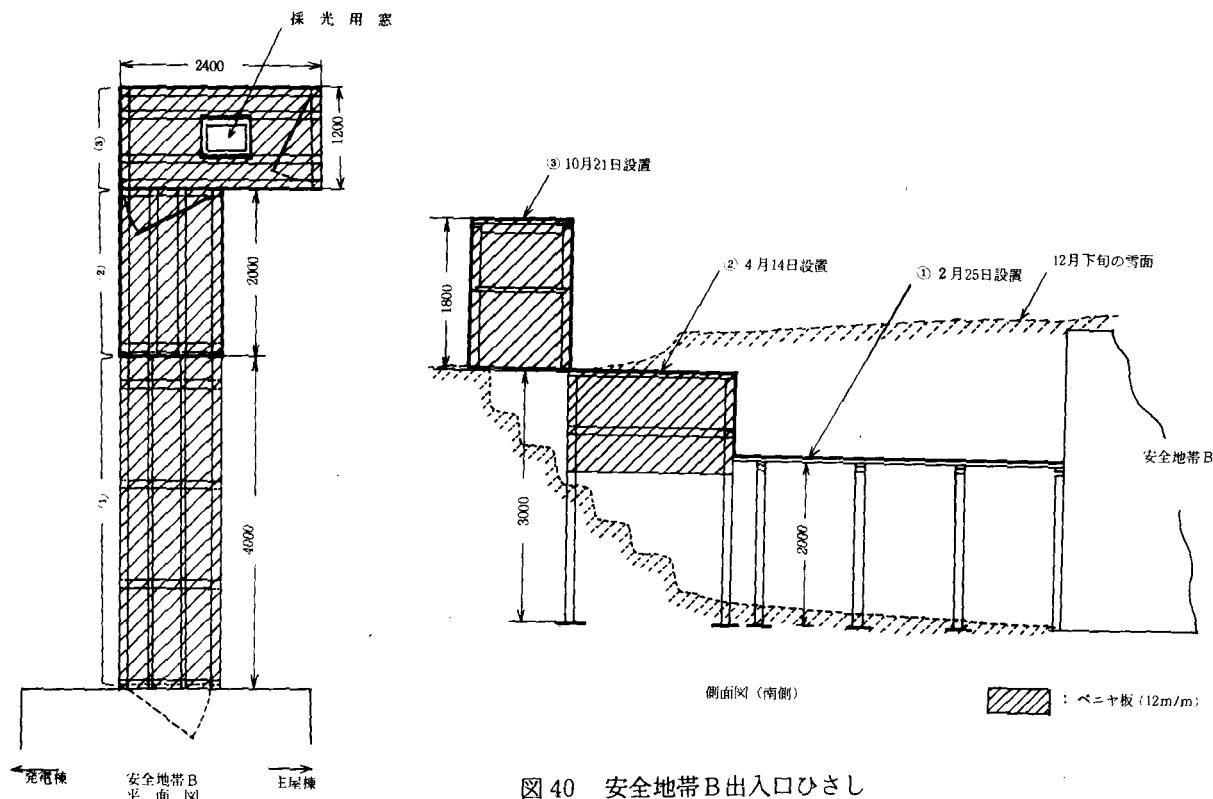 採光用窓
2400
1200
(3)
(2)
2000
(1)
4000
発電棟
安全地帯B
平面図
主屋棟
③ 10月21日設置
② 4月14日設置
① 2月25日設置
12月下旬の雪面
1800
3000
2000
安全地帯B
側面図(南側)
:ベニヤ板(12m/m)
図40 安全地帯B出入口ひさし